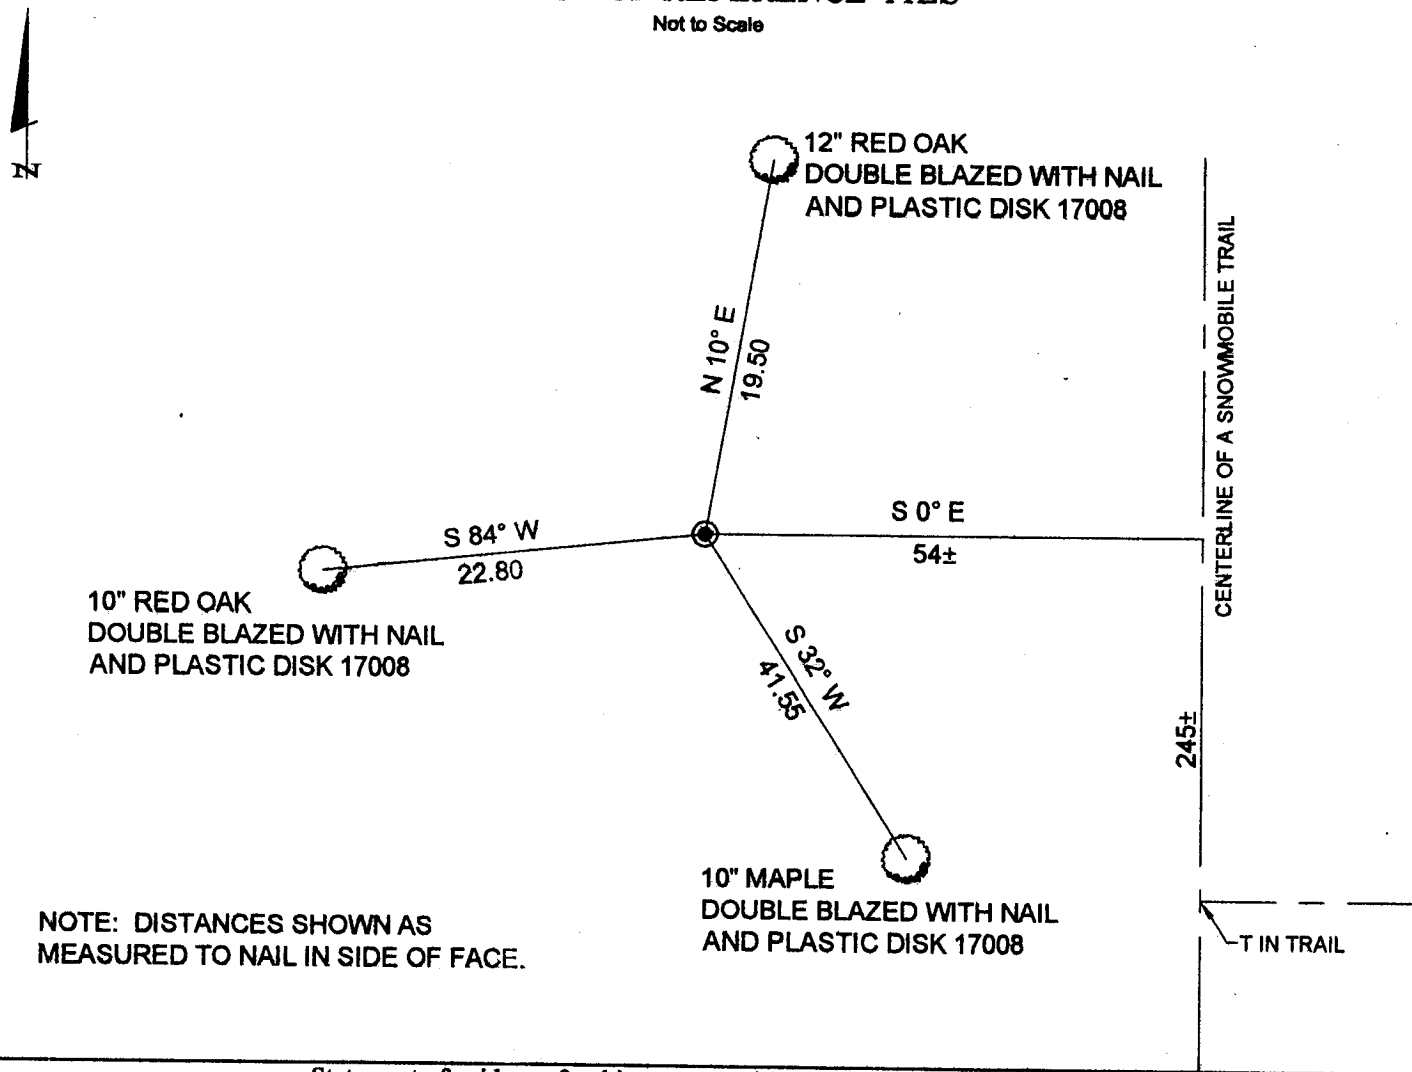 Not to Scale
N
12" RED OAK
DOUBLE BLAZED WITH NAIL
AND PLASTIC DISK 17008
CENTERLINE OF A SNOWMOBILE TRAIL
N 10° E
19.50
S 84° W
22.80
S 0° E
54±
10" RED OAK
DOUBLE BLAZED WITH NAIL
AND PLASTIC DISK 17008
S 32° W
41.55
245±
10" MAPLE
DOUBLE BLAZED WITH NAIL
AND PLASTIC DISK 17008
NOTE: DISTANCES SHOWN AS
MEASURED TO NAIL IN SIDE OF FACE.
T IN TRAIL